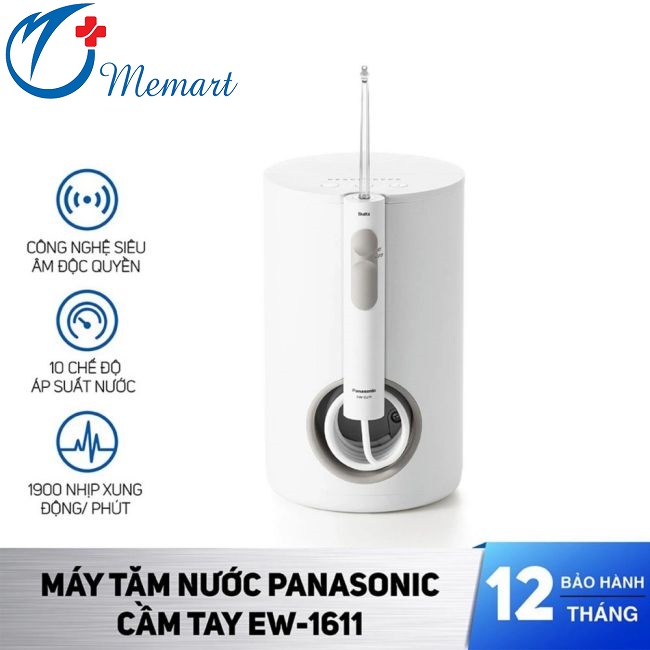 Memart
Doltz
Panasonic
CÔNG NGHỆ SIÊU
ÂM ĐỘC QUYỀN
10 CHẾ ĐỘ
ÁP SUẤT NƯỚC
1900 NHỊP XUNG
ĐỘNG/ PHÚT
MÁY TĂM NƯỚC PANASONIC
CẦM TAY EW-1611
12 BẢO HÀNH
THÁNG